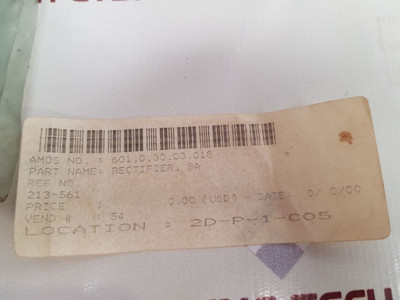 AMOS NO. : 601.0.30.03.018
PART NAME: RECTIFIER, 8A
REF NO.
213-561
PRICE : 0.00 (USD) - DATE: 0/ 0/00
VEND # : 54
LOCATION : 2D-P-1-C05